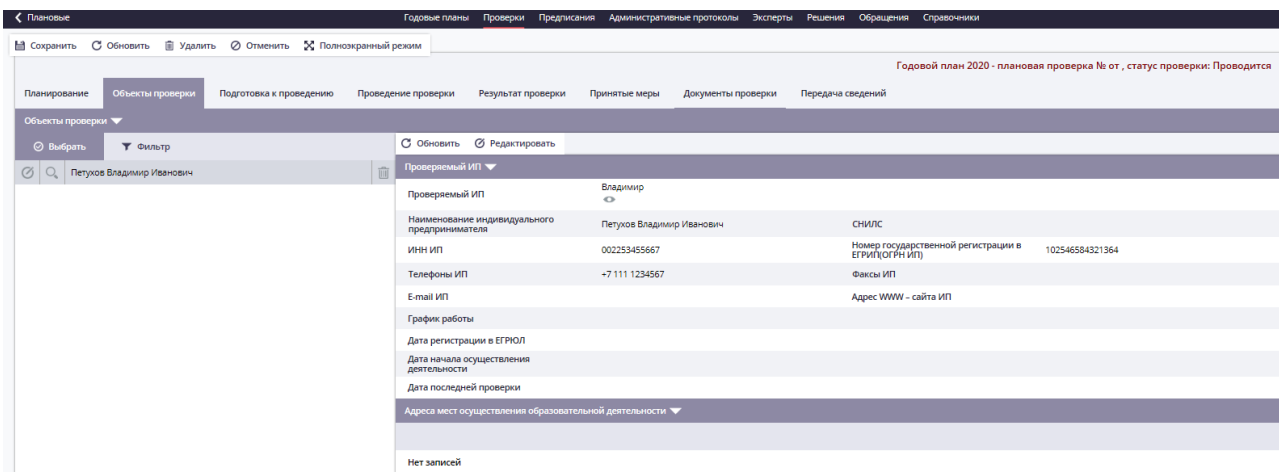 Плановые Годовые планы Проверки Предписания Административные протоколы Эксперты Решения Обращения Справочники
Сохранить Обновить Удалить Отменить Полноэкранный режим
Годовой план 2020 - плановая проверка № от , статус проверки: Проводится
Планирование Объекты проверки Подготовка к проведению Проведение проверки Результат проверки Принятые меры Документы проверки Передача сведений
Объекты проверки
Выбрать Фильтр
Обновить Редактировать
Петухов Владимир Иванович
Проверяемый ИП
Проверяемый ИП Владимир
Наименование индивидуального
предпринимателя Петухов Владимир Иванович СНИЛС
ИНН ИП 002253455667 Номер государственной регистрации в
ЕГРИП(ОГРН ИП) 102546584321364
Телефоны ИП +7 111 1234567 Факсы ИП
E-mail ИП Адрес WWW – сайта ИП
График работы
Дата регистрации в ЕГРЮЛ
Дата начала осуществления
деятельности
Дата последней проверки
Адреса мест осуществления образовательной деятельности
Нет записей